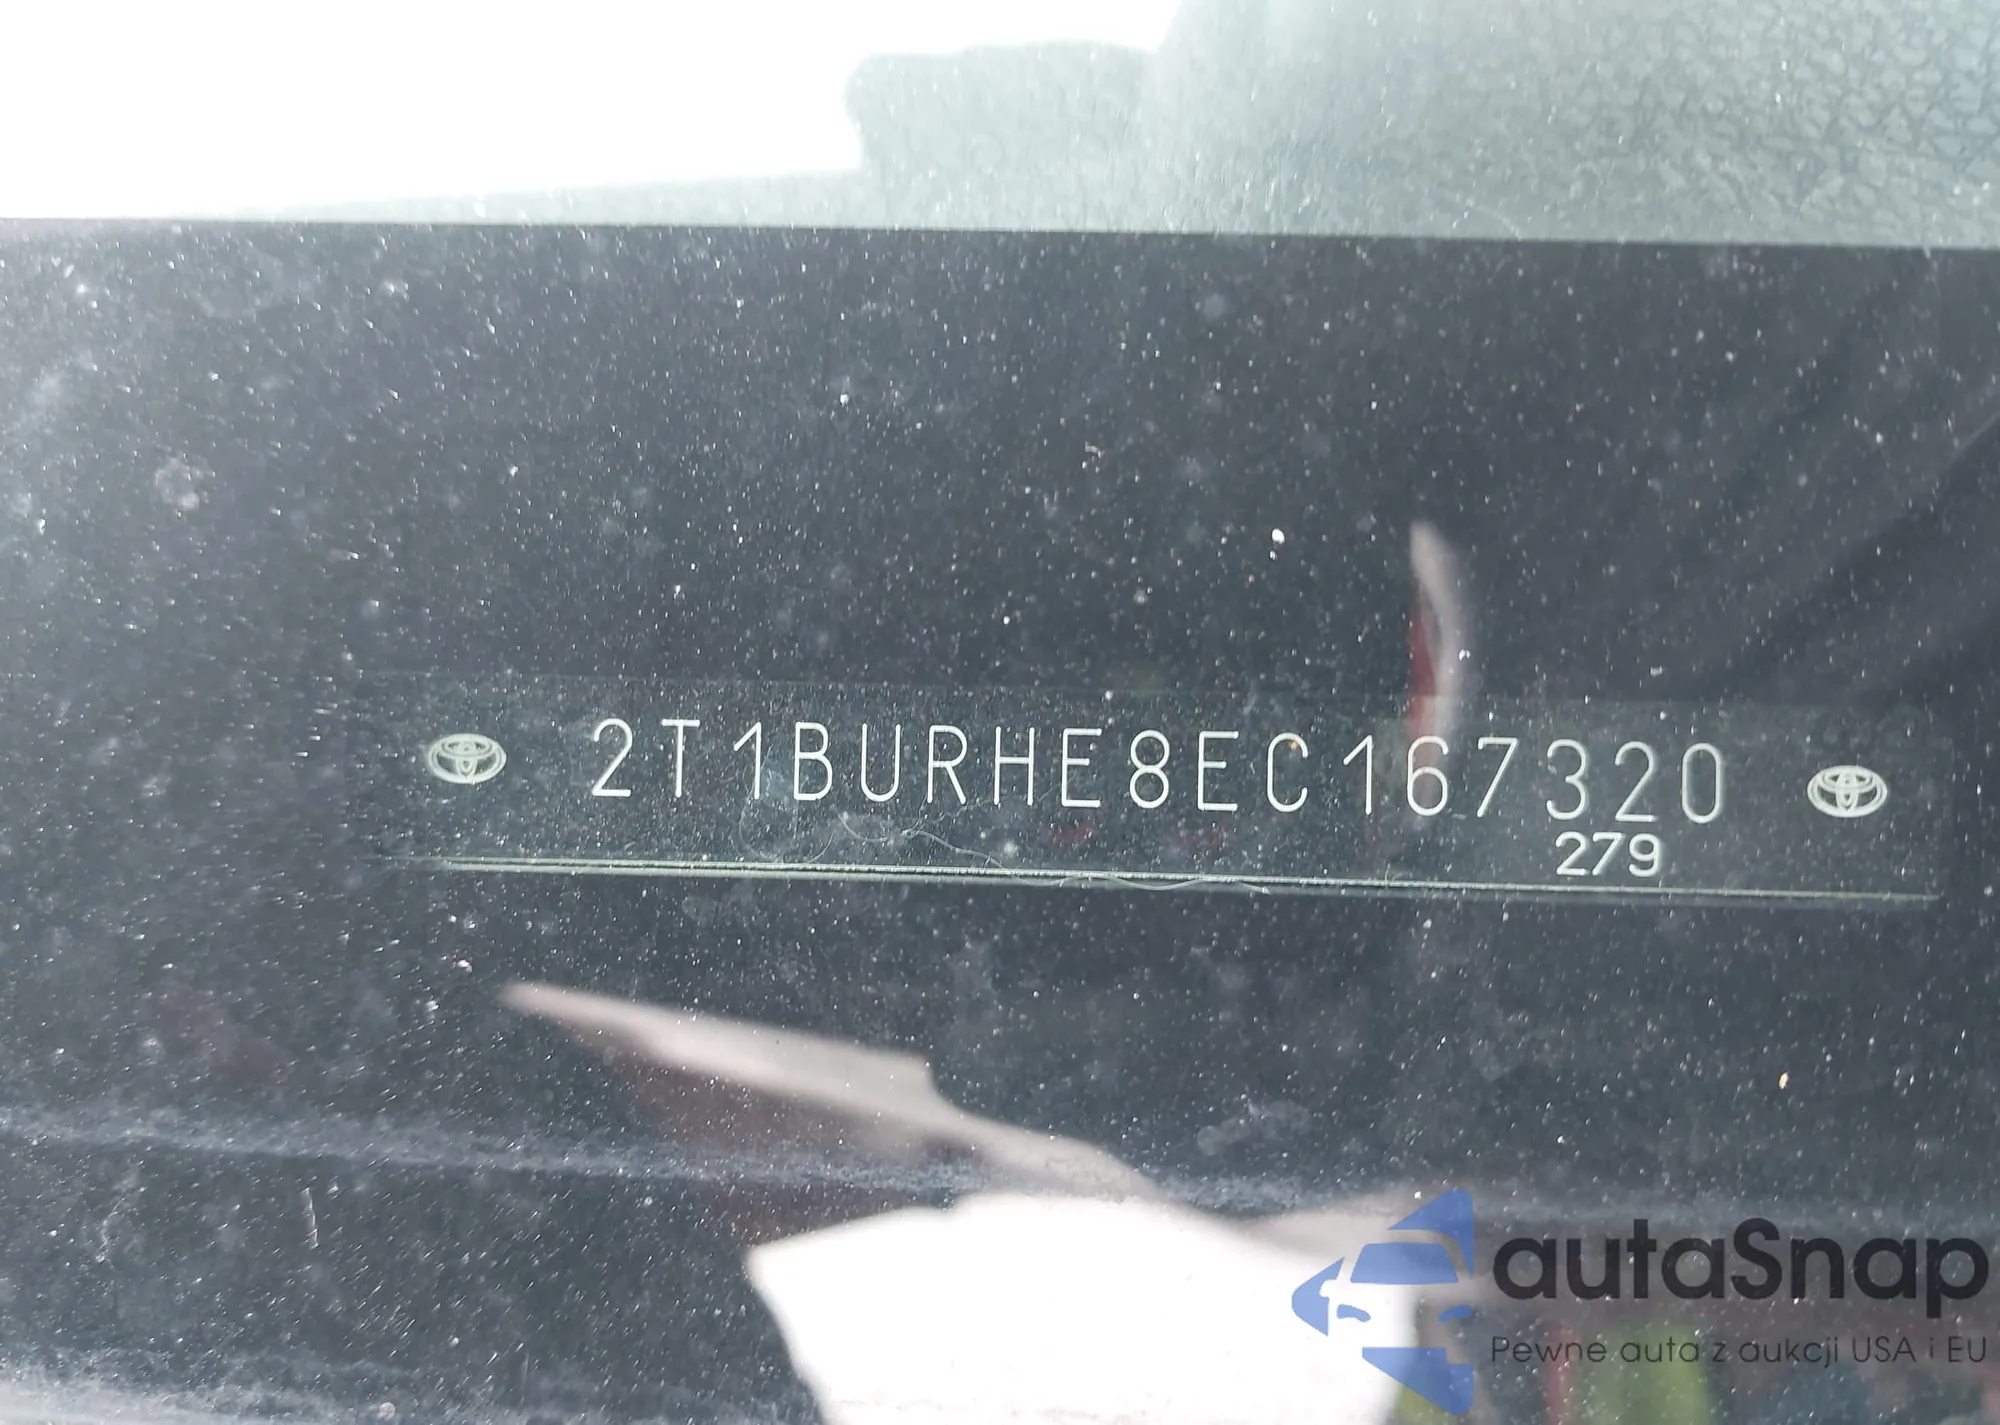 2T1BURHE8EC167320
279
autaSnap
Pewne auta z aukcji USA i EU